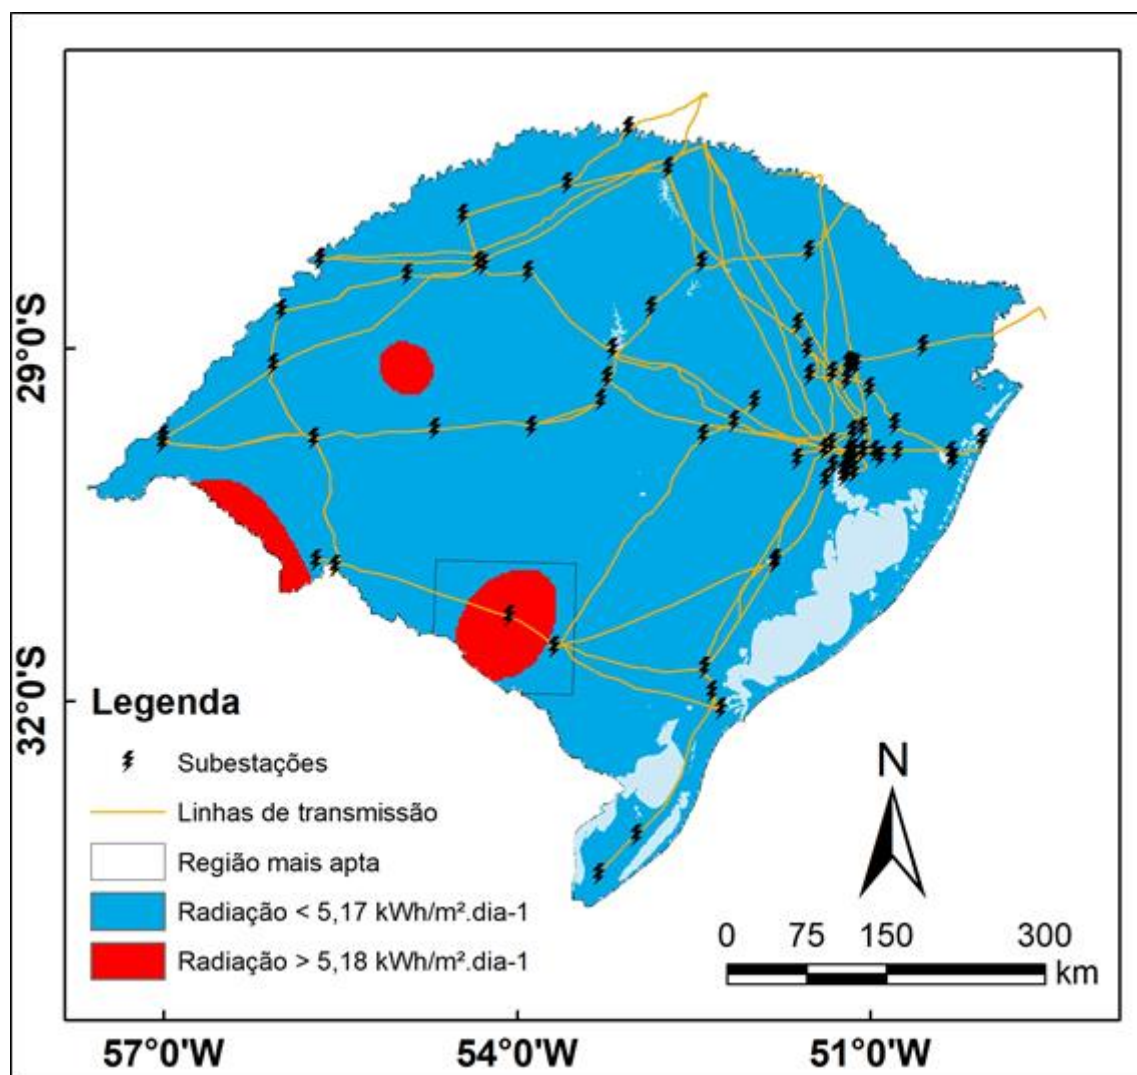 29°0'S
32°0'S
Legenda
Subestações
Linhas de transmissão
Região mais apta
Radiação < 5,17 kWh/m².dia-1
Radiação > 5,18 kWh/m².dia-1
N
0 75 150 300
km
57°0'W 54°0'W 51°0'W